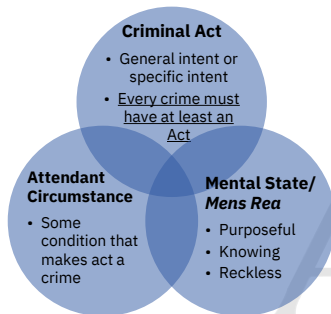 Criminal Act
• General intent or
specific intent
• Every crime must
have at least an
Act
Attendant
Circumstance
• Some
condition that
makes act a
crime
Mental State/
Mens Rea
• Purposeful
• Knowing
• Reckless